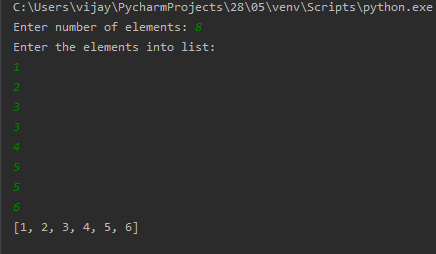 C:\Users\vijay\PycharmProjects\28\05\venv\Scripts\python.exe
Enter number of elements: 8
Enter the elements into list:
1
2
3
3
4
5
5
6
[1, 2, 3, 4, 5, 6]